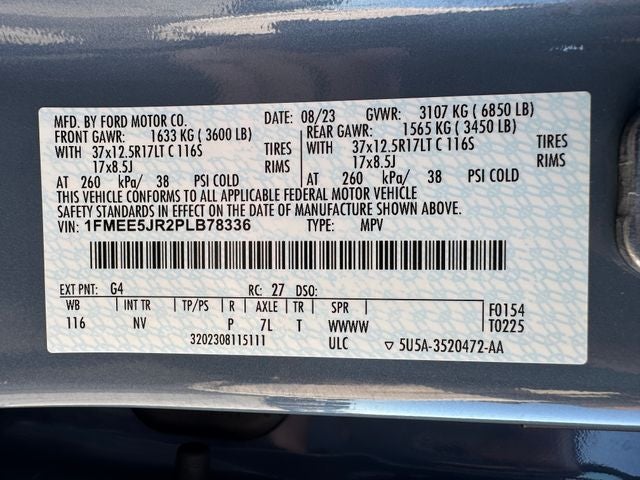 MFD. BY FORD MOTOR CO. DATE: 08/23 GVWR: 3107 KG ( 6850 LB)
FRONT GAWR: 1633 KG ( 3600 LB) REAR GAWR: 1565 KG ( 3450 LB)
WITH 37x12.5R17LT C 116S TIRES WITH 37x12.5R17LT C 116S TIRES
17x8.5J RIMS 17x8.5J RIMS
AT 260 kPa/ 38 PSI COLD AT 260 kPa/ 38 PSI COLD
THIS VEHICLE CONFORMS TO ALL APPLICABLE FEDERAL MOTOR VEHICLE
SAFETY STANDARDS IN EFFECT ON THE DATE OF MANUFACTURE SHOWN ABOVE.
VIN: 1FMEE5JR2PLB78336 TYPE: MPV
EXT PNT: G4 RC: 27 DSO:
WB INT TR TP/PS R AXLE TR SPR F0154
116 NV P 7L T WWWW T0225
3202308115111 ULC ▽ 5U5A-3520472-AA